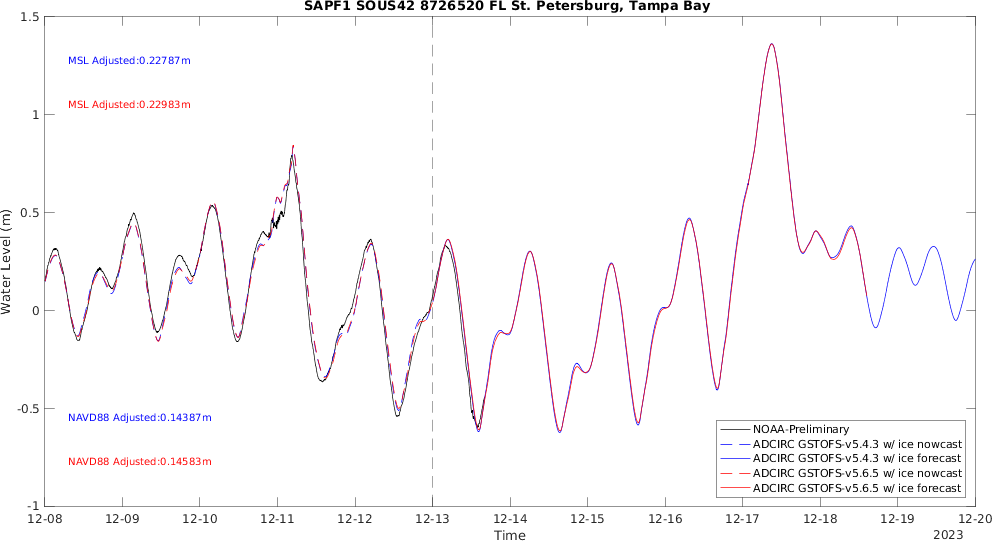 SAPF1 SOUS42 8726520 FL St. Petersburg, Tampa Bay
1.5
1
0.5
0
-0.5
-1
Water Level (m)
MSL Adjusted:0.22787m
MSL Adjusted:0.22983m
NAVD88 Adjusted:0.14387m
NAVD88 Adjusted:0.14583m
NOAA-Preliminary
ADCIRC GSTOFS-v5.4.3 w/ ice nowcast
ADCIRC GSTOFS-v5.4.3 w/ ice forecast
ADCIRC GSTOFS-v5.6.5 w/ ice nowcast
ADCIRC GSTOFS-v5.6.5 w/ ice forecast
12-08 12-09 12-10 12-11 12-12 12-13 12-14 12-15 12-16 12-17 12-18 12-19 12-20
Time
2023